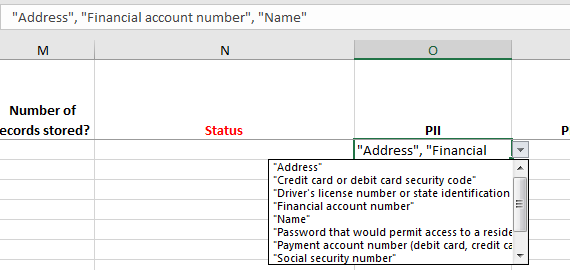 "Address", "Financial account number", "Name"
M N O
Number of
ecords stored?
Status
PII
P
"Address", "Financial
"Address"
"Credit card or debit card security code"
"Driver's license number or state identification
"Financial account number"
"Name"
"Password that would permit access to a reside
"Payment account number (debit card, credit ca
"Social security number"